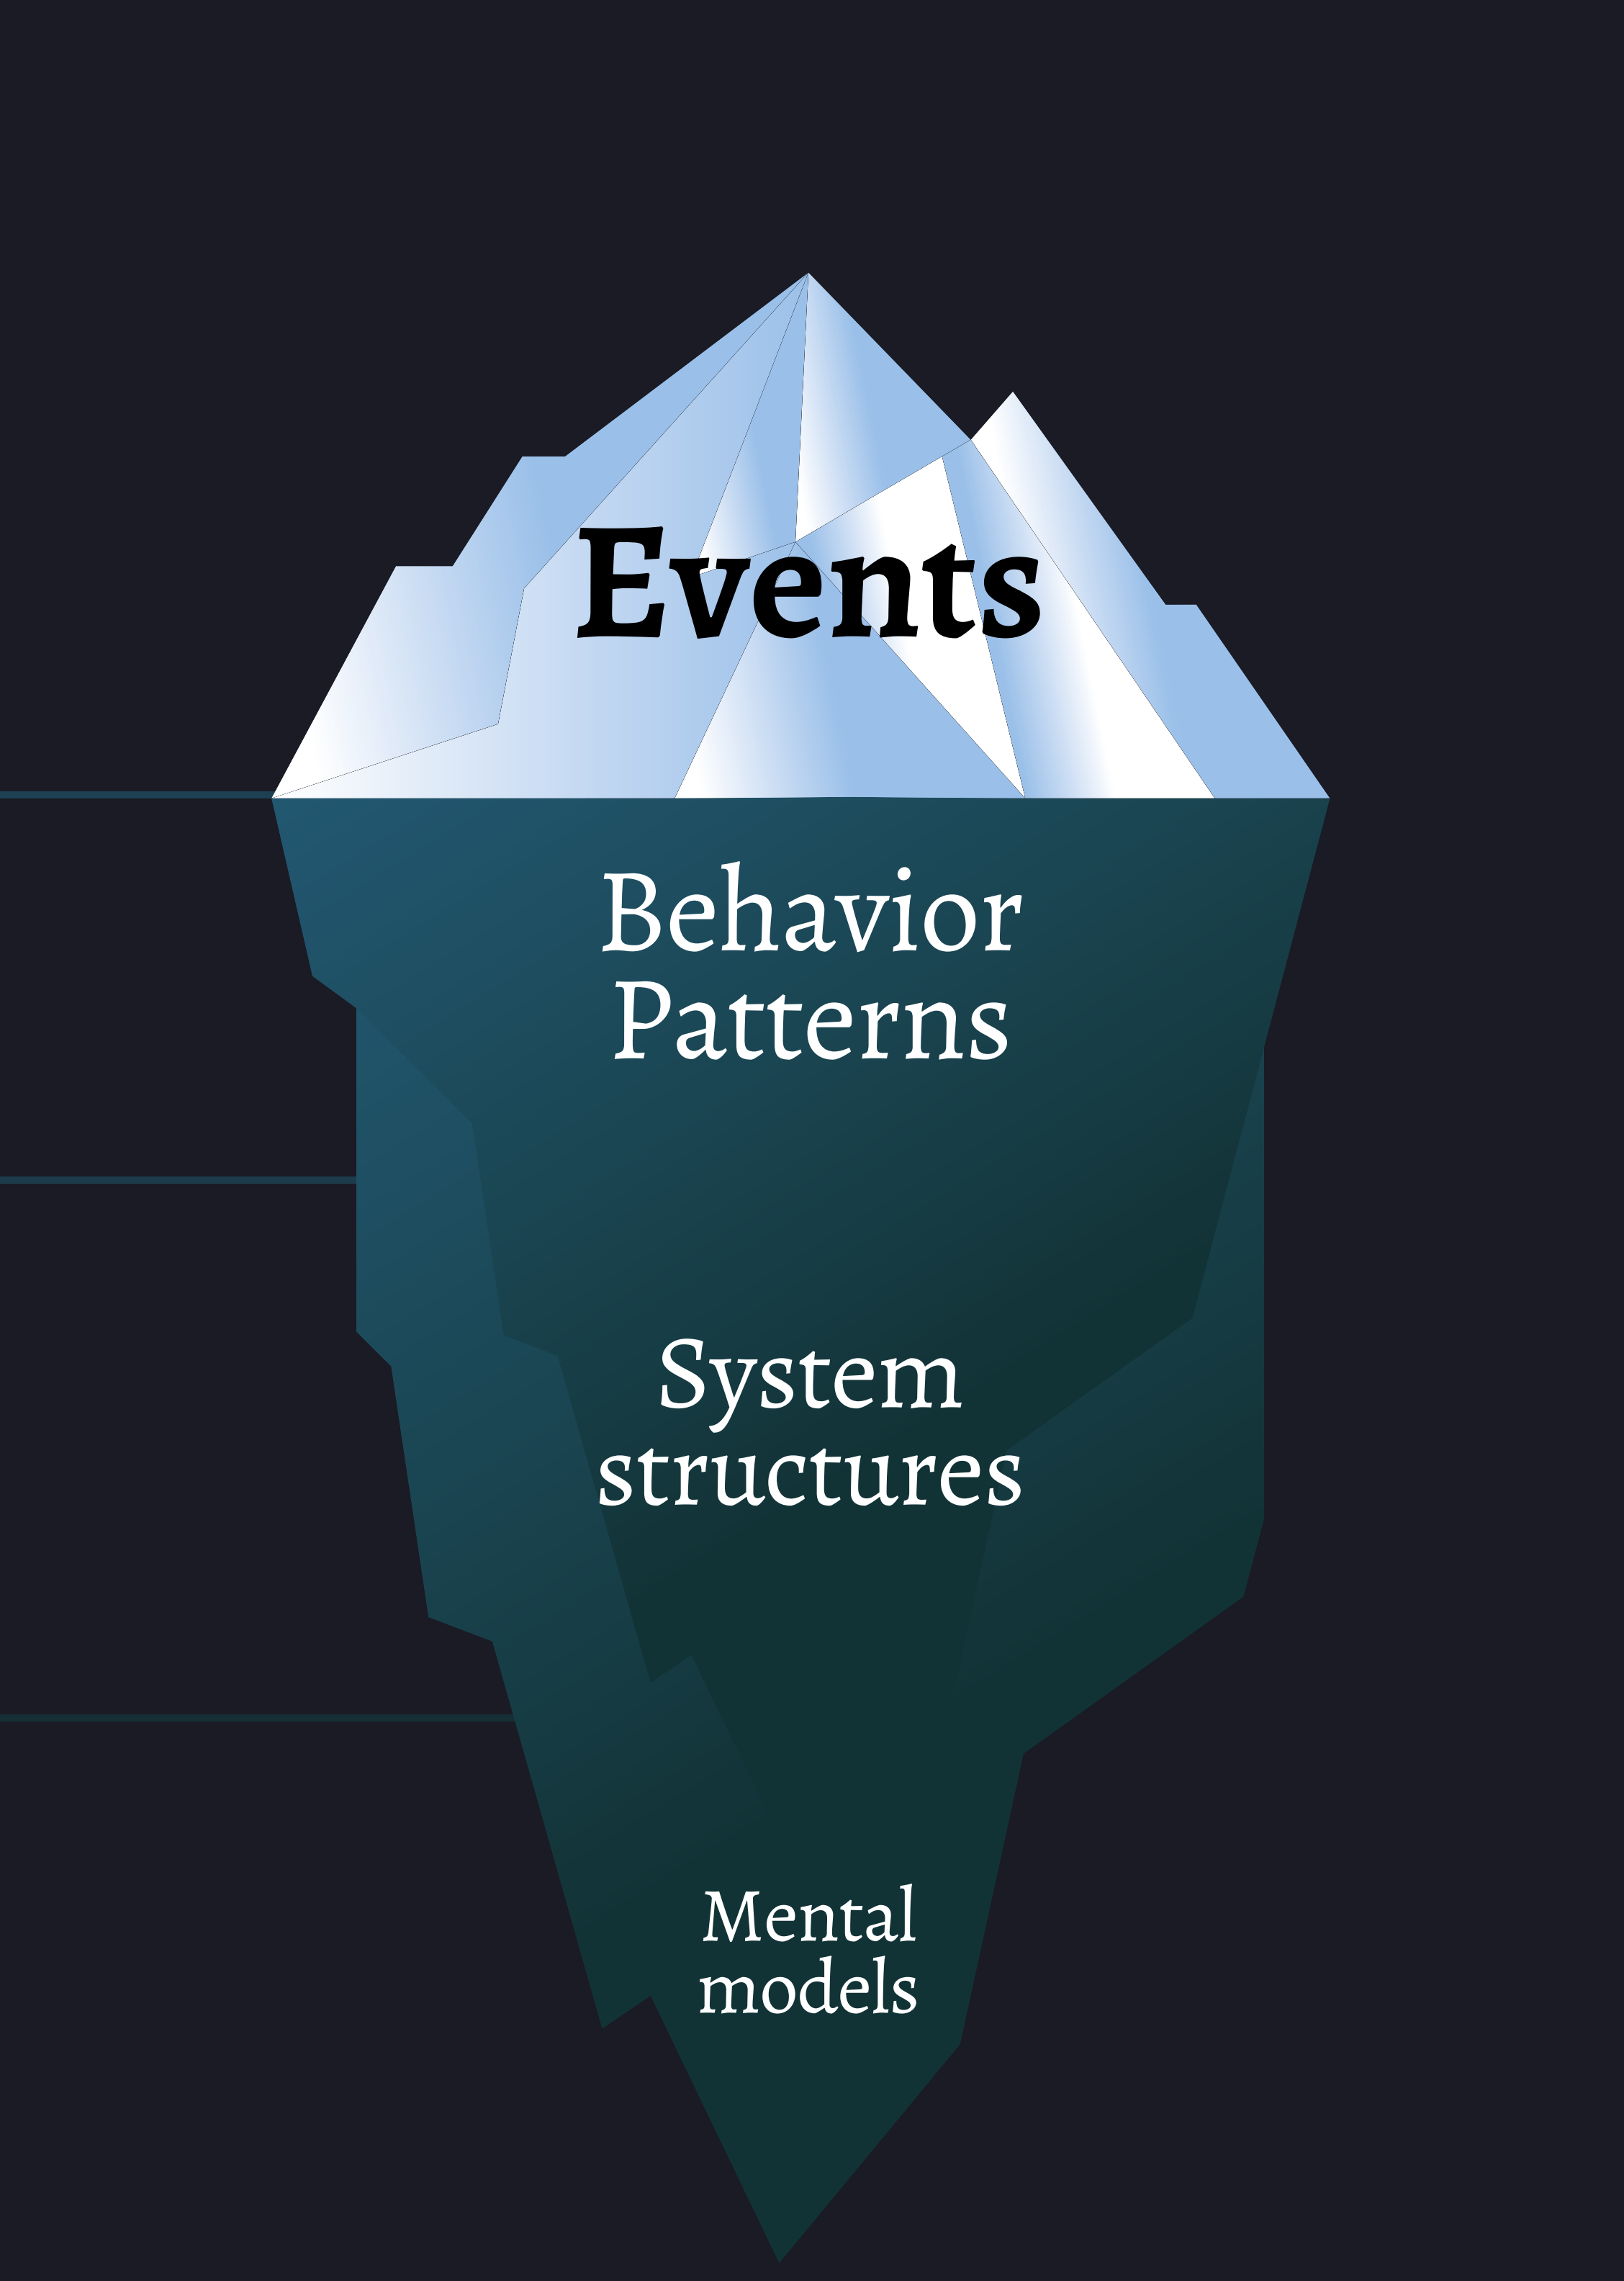 Events
Behavior
Patterns
System
structures
Mental
models